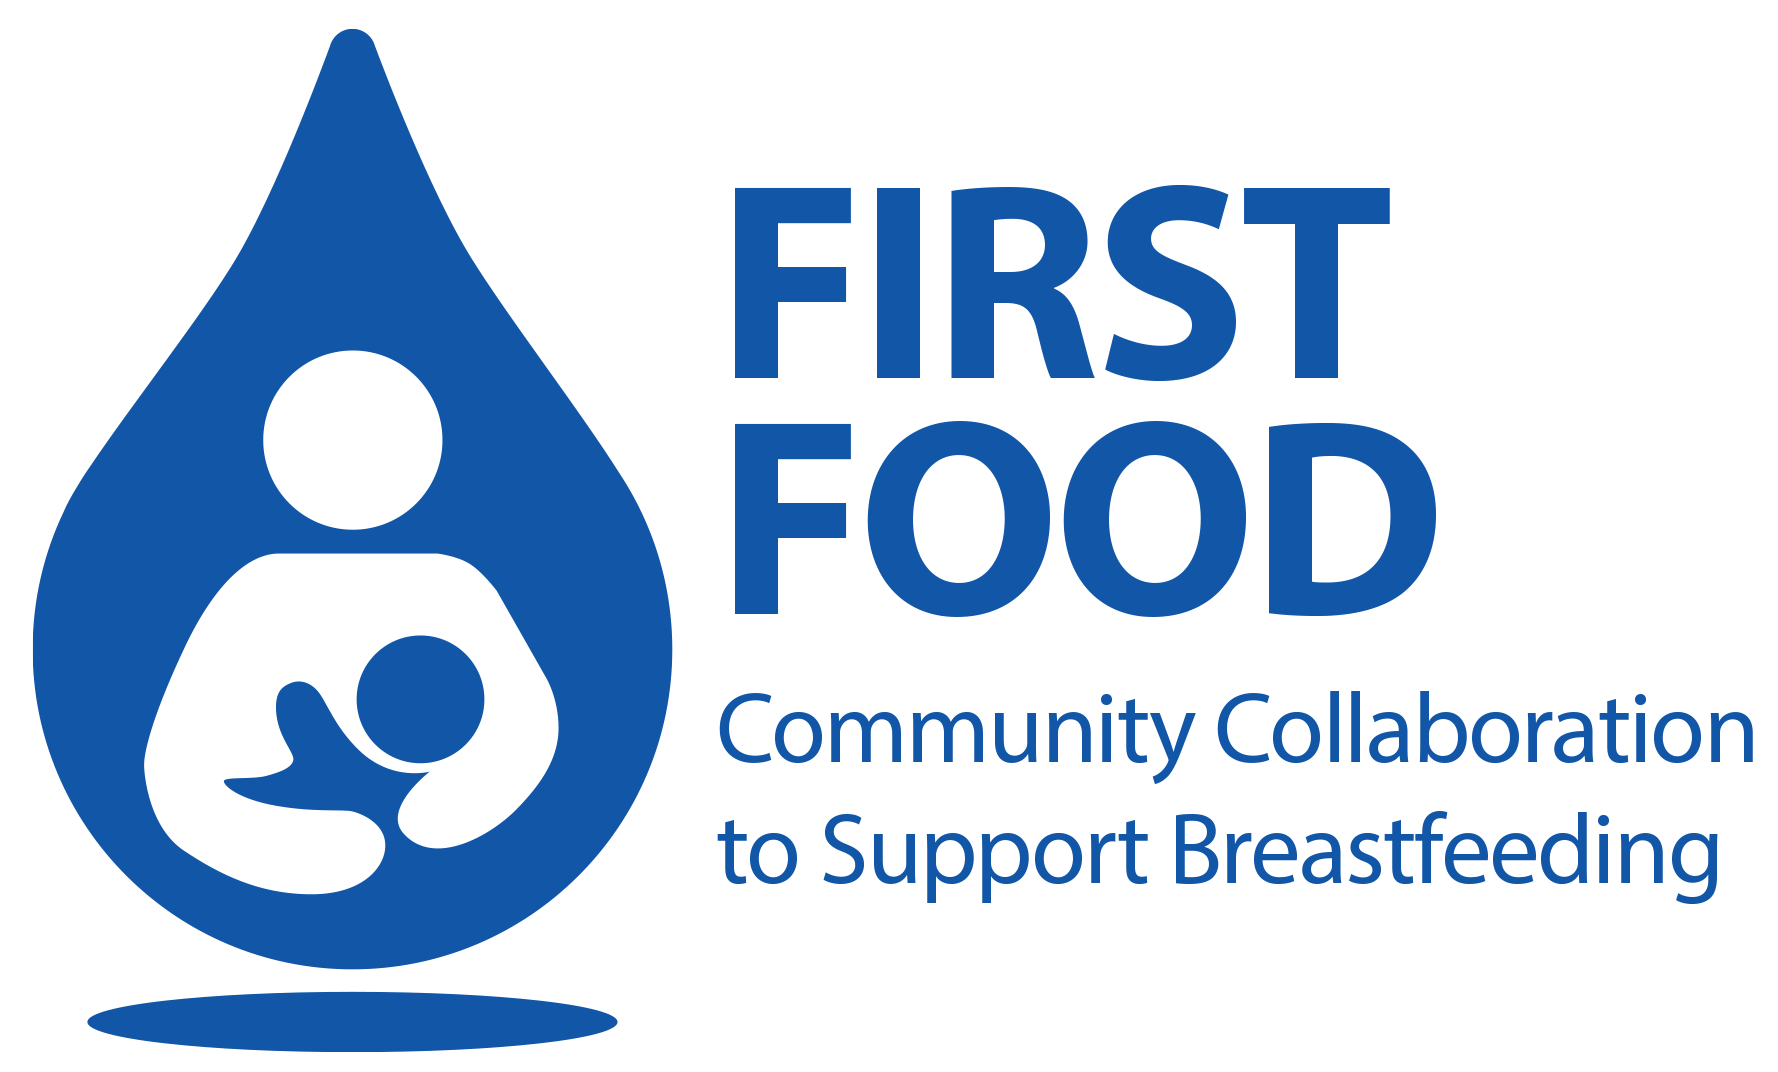 FIRST
FOOD
Community Collaboration
to Support Breastfeeding